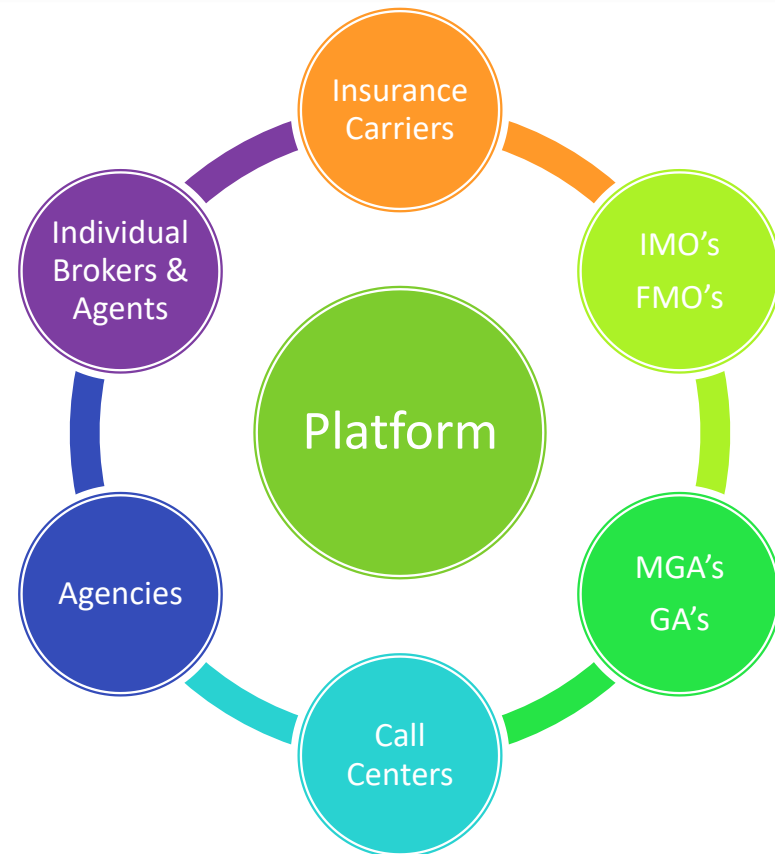 Insurance
Carriers
IMO’s
FMO’s
MGA’s
GA’s
Call
Centers
Agencies
Individual
Brokers &
Agents
Platform